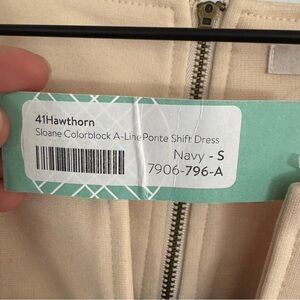 41Hawthorn
Sloane Colorblock A-Line Ponte Shift Dress
Navy - S
7906-796-A